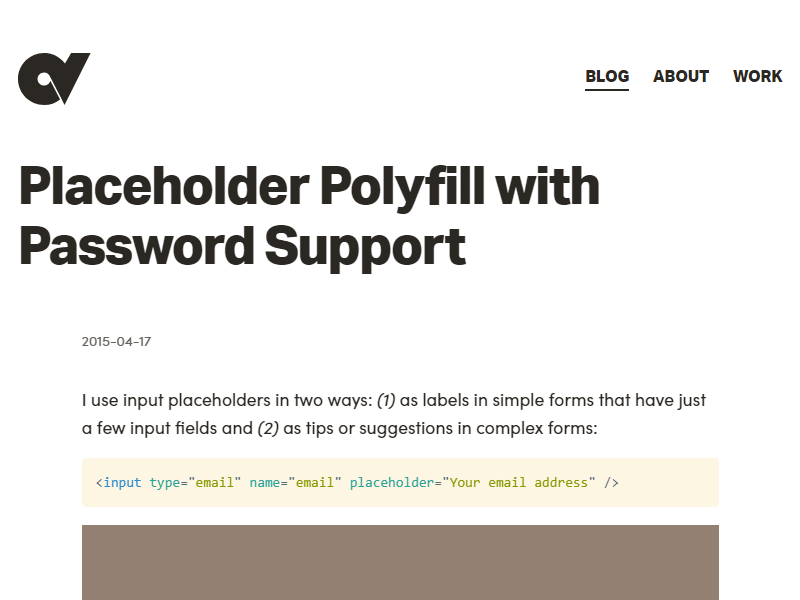 BLOG ABOUT WORK
Placeholder Polyfill with
Password Support
2015-04-17
I use input placeholders in two ways: (1) as labels in simple forms that have just
a few input fields and (2) as tips or suggestions in complex forms:
<input type="email" name="email" placeholder="Your email address" />